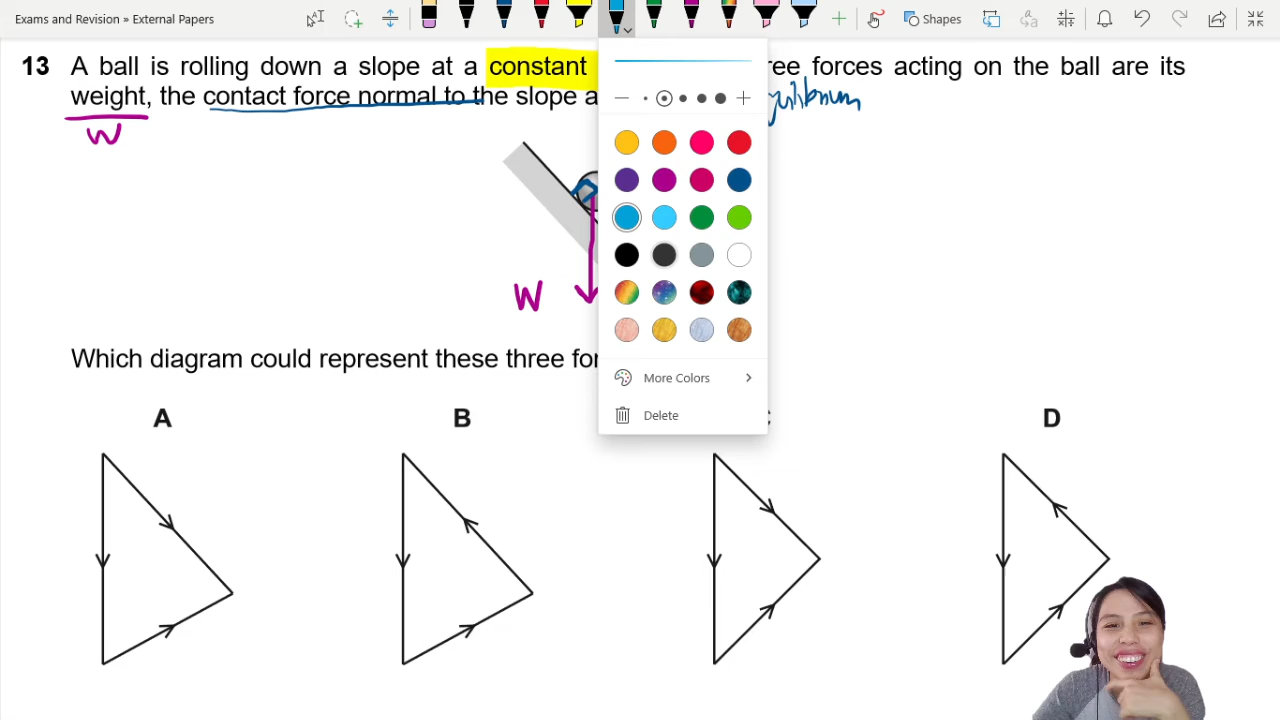 Exams and Revision » External Papers
Shapes
13 A ball is rolling down a slope at a constant ree forces acting on the ball are its
weight, the contact force normal to the slope a
W
W
Which diagram could represent these three for
More Colors
Delete
A B D